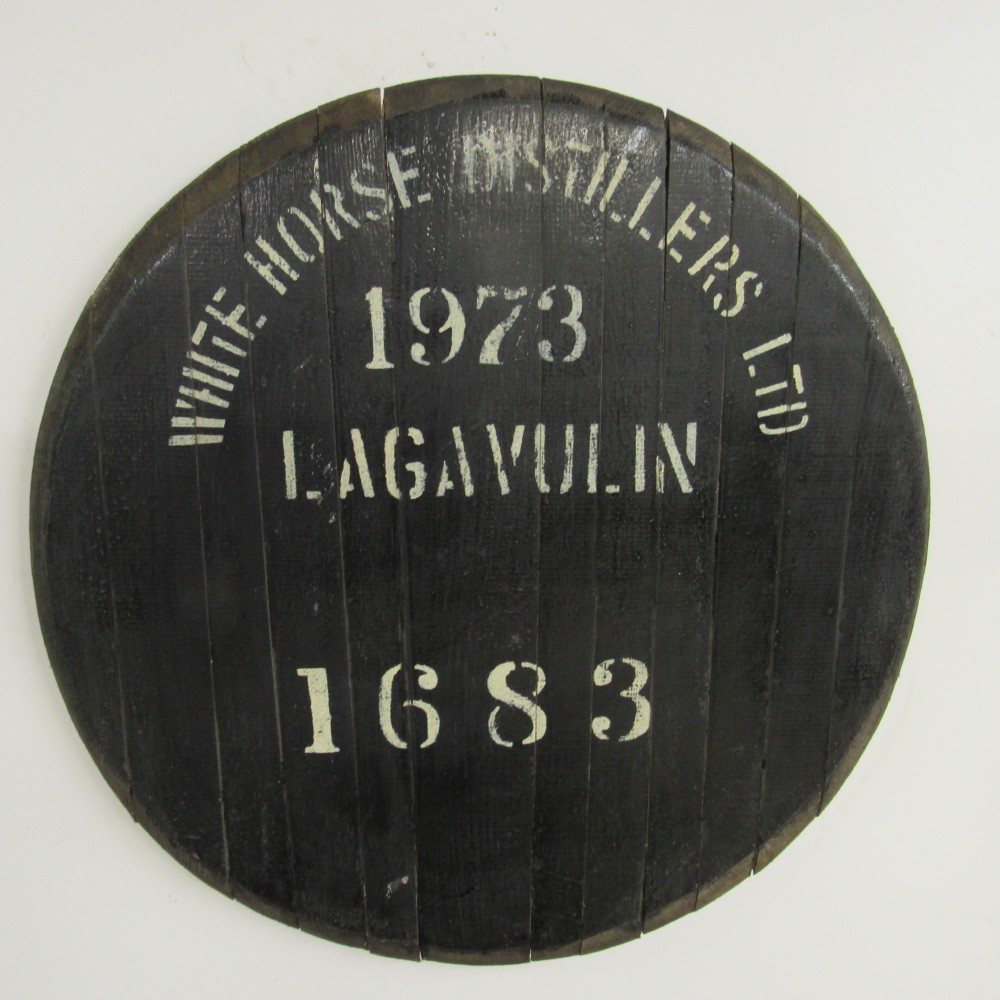 WHITE HORSE DISTILLERS LTD
1973
LAGAVULIN
1683